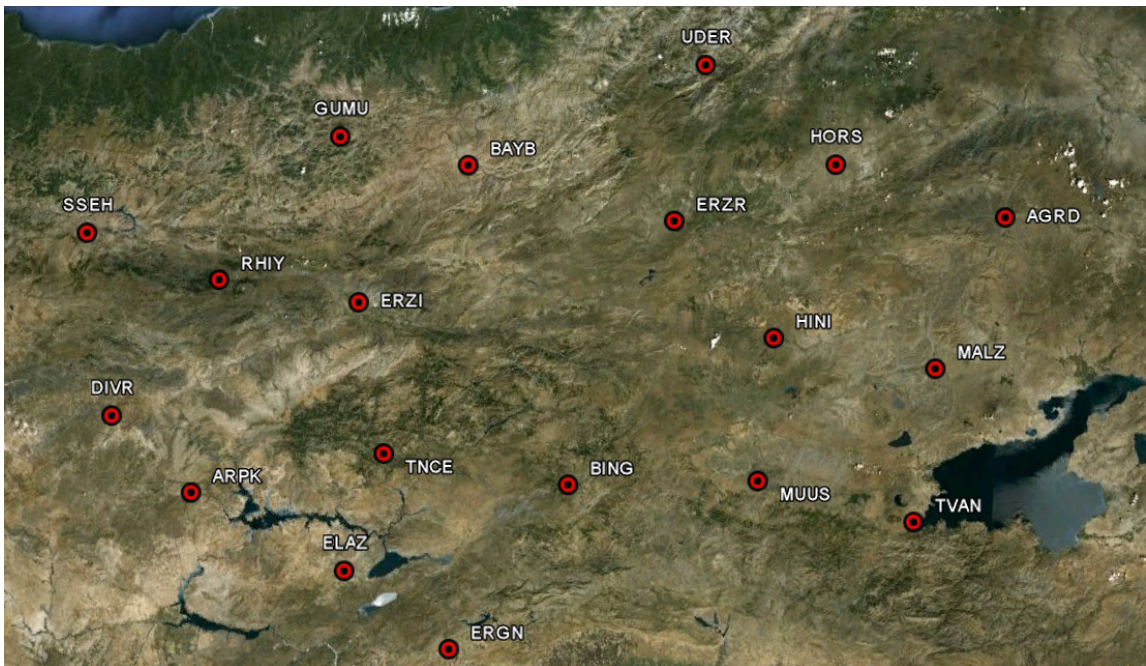 UDER
GUMU
BAYB
HORS
SSEH
ERZR
AGRD
RHIY
ERZI
HINI
MALZ
DIVR
TNCE
BING
ARPK
MUUS
TVAN
ELAZ
ERGN